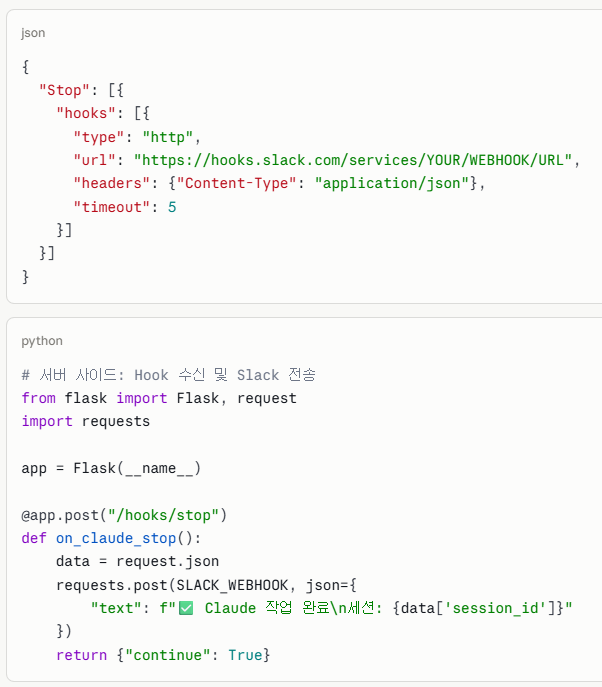 json
{
  "Stop": [{
    "hooks": [{
      "type": "http",
      "url": "https://hooks.slack.com/services/YOUR/WEBHOOK/URL",
      "headers": {"Content-Type": "application/json"},
      "timeout": 5
    }]
  }]
}
python
# 서버 사이드: Hook 수신 및 Slack 전송
from flask import Flask, request
import requests

app = Flask(__name__)

@app.post("/hooks/stop")
def on_claude_stop():
    data = request.json
    requests.post(SLACK_WEBHOOK, json={
        "text": f"✅ Claude 작업 완료\n세션: {data['session_id']}"
    })
    return {"continue": True}